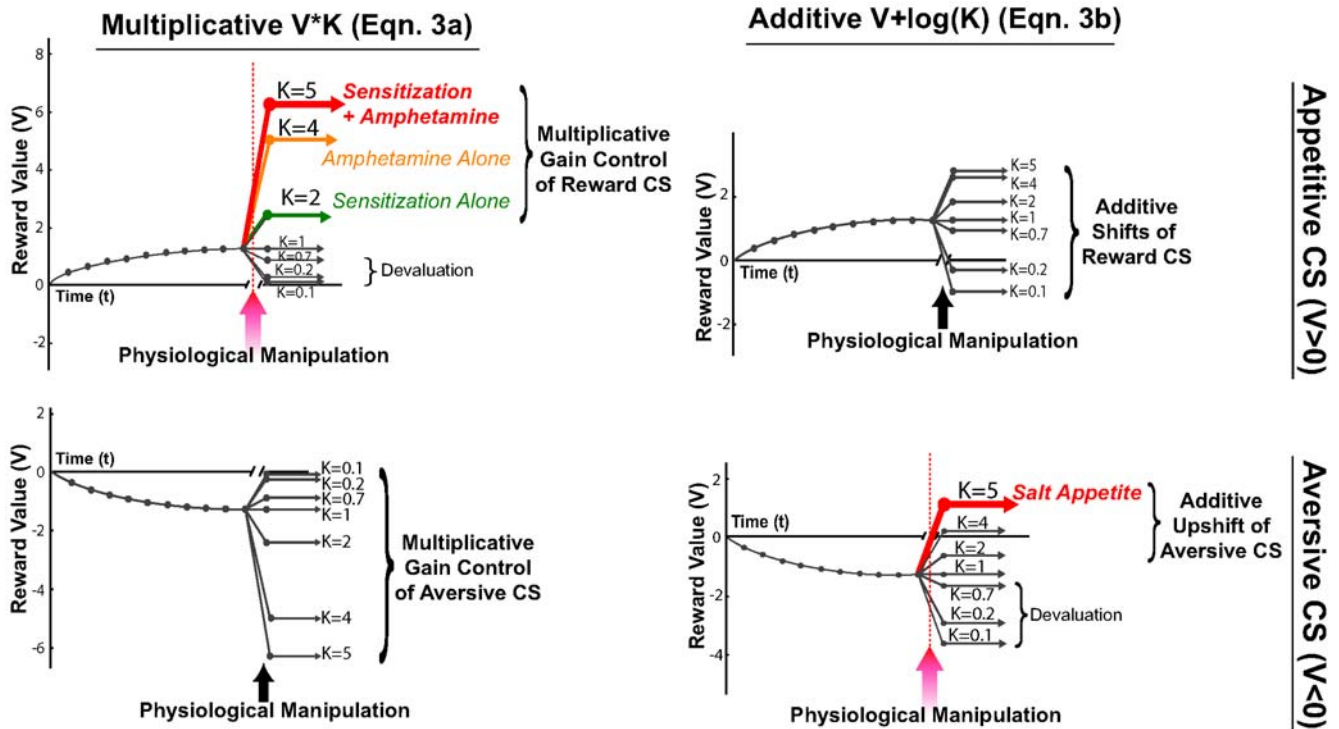 Multiplicative V*K (Eqn. 3a)
Additive V+log(K) (Eqn. 3b)
Reward Value (V)
8
6
4
2
0
-2
K=5
Sensitization
+ Amphetamine
K=4
Amphetamine Alone
K=2
Sensitization Alone
K=1
K=0.7
K=0.2
K=0.1
Devaluation
Multiplicative
Gain Control
of Reward CS
Time (t)
Physiological Manipulation
Reward Value (V)
2
0
-2
K=5
K=4
K=2
K=1
K=0.7
K=0.2
K=0.1
Additive
Shifts of
Reward CS
Time (t)
Physiological Manipulation
Appetitive CS (V>0)
Reward Value (V)
2
0
-2
-4
-6
Time (t)
K=0.1
K=0.2
K=0.7
K=1
K=2
K=4
K=5
Multiplicative
Gain Control
of Aversive CS
Physiological Manipulation
Reward Value (V)
2
0
-2
-4
Time (t)
K=5
Salt Appetite
K=4
K=2
K=1
K=0.7
K=0.2
K=0.1
Devaluation
Additive
Upshift of
Aversive CS
Physiological Manipulation
Aversive CS (V<0)